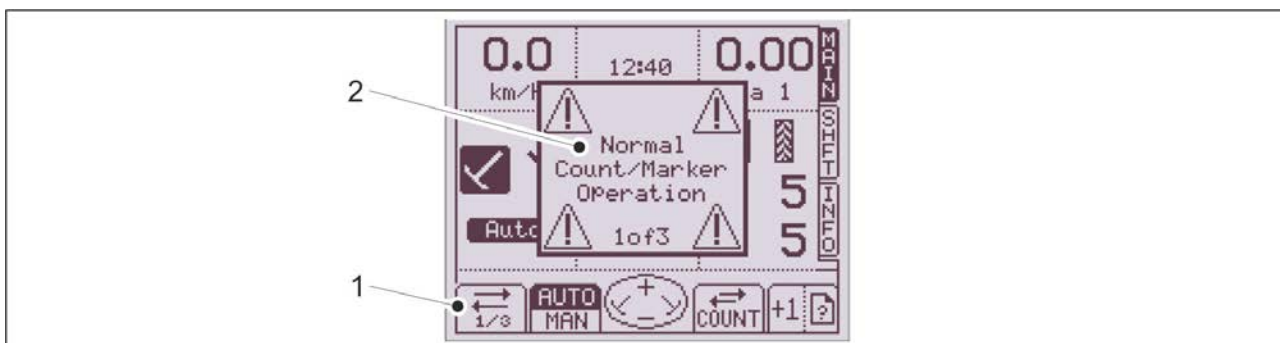 0.0
12:40
0.00
km/h
a 1
MAIN
SHFT
INFO
2
Normal
Count/Marker
Operation
1of3
5
5
Auto
1
1/3
AUTO
MAN
+
-
COUNT
+1
?